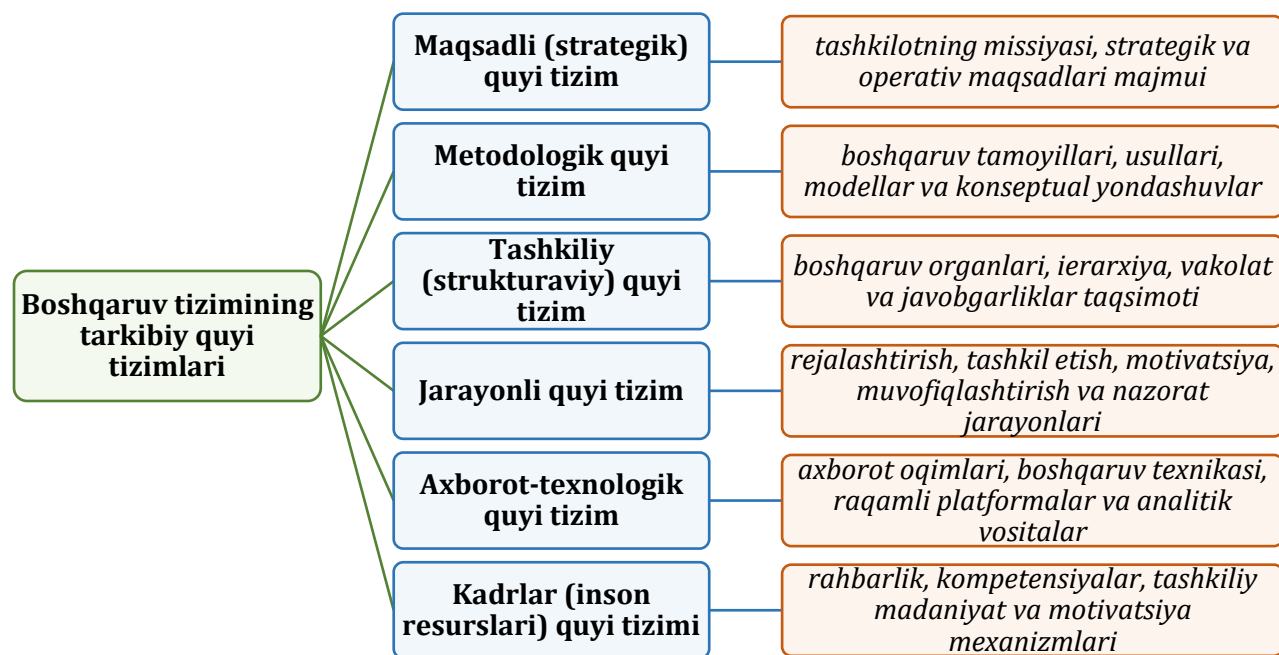 Boshqaruv tizimining
tarkibiy quyi
tizimlari
Maqsadli (strategik)
quyi tizim
tashkilotning missiyasi, strategik va
operativ maqsadlari majmui
Metodologik quyi
tizim
boshqaruv tamoyillari, usullari,
modellar va konseptual yondashuvlar
Tashkiliy
(strukturaviy) quyi
tizim
boshqaruv organlari, ierarxiya, vakolat
va javobgarliklar taqsimoti
Jarayonli quyi tizim
rejalashtirish, tashkil etish, motivatsiya,
muvofiqlashtirish va nazorat
jarayonlari
Axborot-texnologik
quyi tizim
axborot oqimlari, boshqaruv texnikasi,
raqamli platformalar va analitik
vositalar
Kadrlar (inson
resurslari) quyi tizimi
rahbarlik, kompetensiyalar, tashkiliy
madaniyat va motivatsiya
mexanizmlari